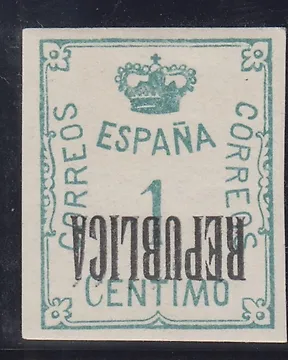 ESPAÑA
CORREOS
CORREOS
1
REPUBLICA
CENTIMO